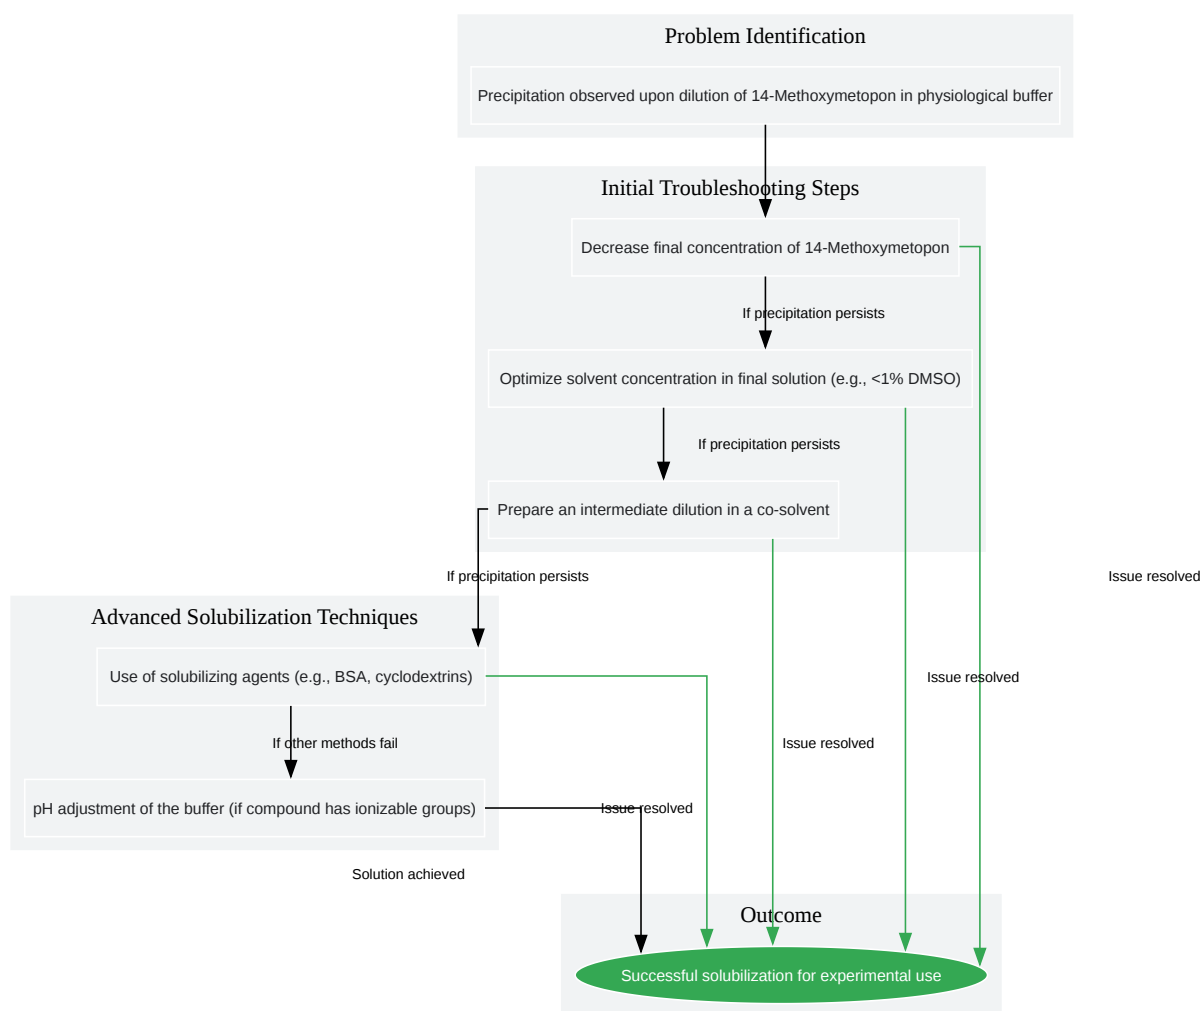 Problem Identification
Precipitation observed upon dilution of 14-Methoxymetopon in physiological buffer
Initial Troubleshooting Steps
Decrease final concentration of 14-Methoxymetopon
If precipitation persists
Optimize solvent concentration in final solution (e.g., <1% DMSO)
If precipitation persists
Prepare an intermediate dilution in a co-solvent
If precipitation persists
Issue resolved
Advanced Solubilization Techniques
Use of solubilizing agents (e.g., BSA, cyclodextrins)
Issue resolved
If other methods fail
Issue resolved
pH adjustment of the buffer (if compound has ionizable groups)
Issue resolved
Solution achieved
Outcome
Successful solubilization for experimental use